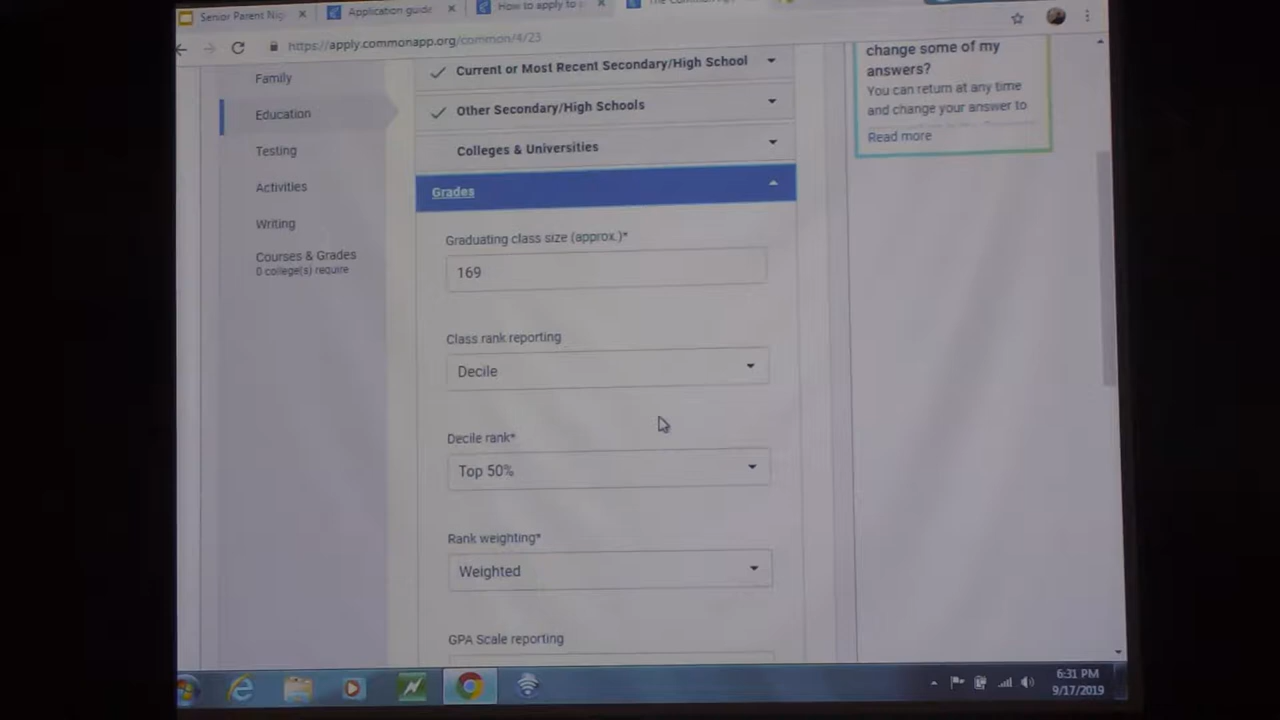 Senior Parent Nig
Application guide
How to apply to
https://apply.commonapp.org/common/4/23
Family
Education
Testing
Activities
Writing
Courses & Grades
0 college(s) require
Current or Most Recent Secondary/High School
Other Secondary/High Schools
Colleges & Universities
Grades
Graduating class size (approx.)*
169
Class rank reporting
Decile
Decile rank*
Top 50%
Rank weighting*
Weighted
GPA Scale reporting
change some of my
answers?
You can return at any time
and change your answer to
Read more
6:31 PM
9/17/2019